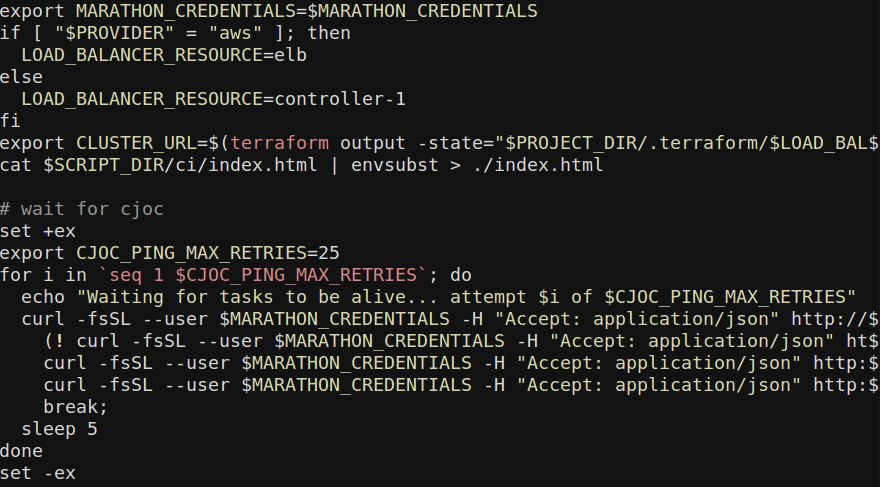 export MARATHON_CREDENTIALS=$MARATHON_CREDENTIALS
if [ "$PROVIDER" = "aws" ]; then
  LOAD_BALANCER_RESOURCE=elb
else
  LOAD_BALANCER_RESOURCE=controller-1
fi
export CLUSTER_URL=$(terraform output -state="$PROJECT_DIR/.terraform/$LOAD_BAL$
cat $SCRIPT_DIR/ci/index.html | envsubst > ./index.html

# wait for cjoc
set +ex
export CJOC_PING_MAX_RETRIES=25
for i in `seq 1 $CJOC_PING_MAX_RETRIES`; do
  echo "Waiting for tasks to be alive... attempt $i of $CJOC_PING_MAX_RETRIES"
  curl -fsSL --user $MARATHON_CREDENTIALS -H "Accept: application/json" http://$
    (! curl -fsSL --user $MARATHON_CREDENTIALS -H "Accept: application/json" ht$
    curl -fsSL --user $MARATHON_CREDENTIALS -H "Accept: application/json" http:$
    curl -fsSL --user $MARATHON_CREDENTIALS -H "Accept: application/json" http:$
    break;
  sleep 5
done
set -ex